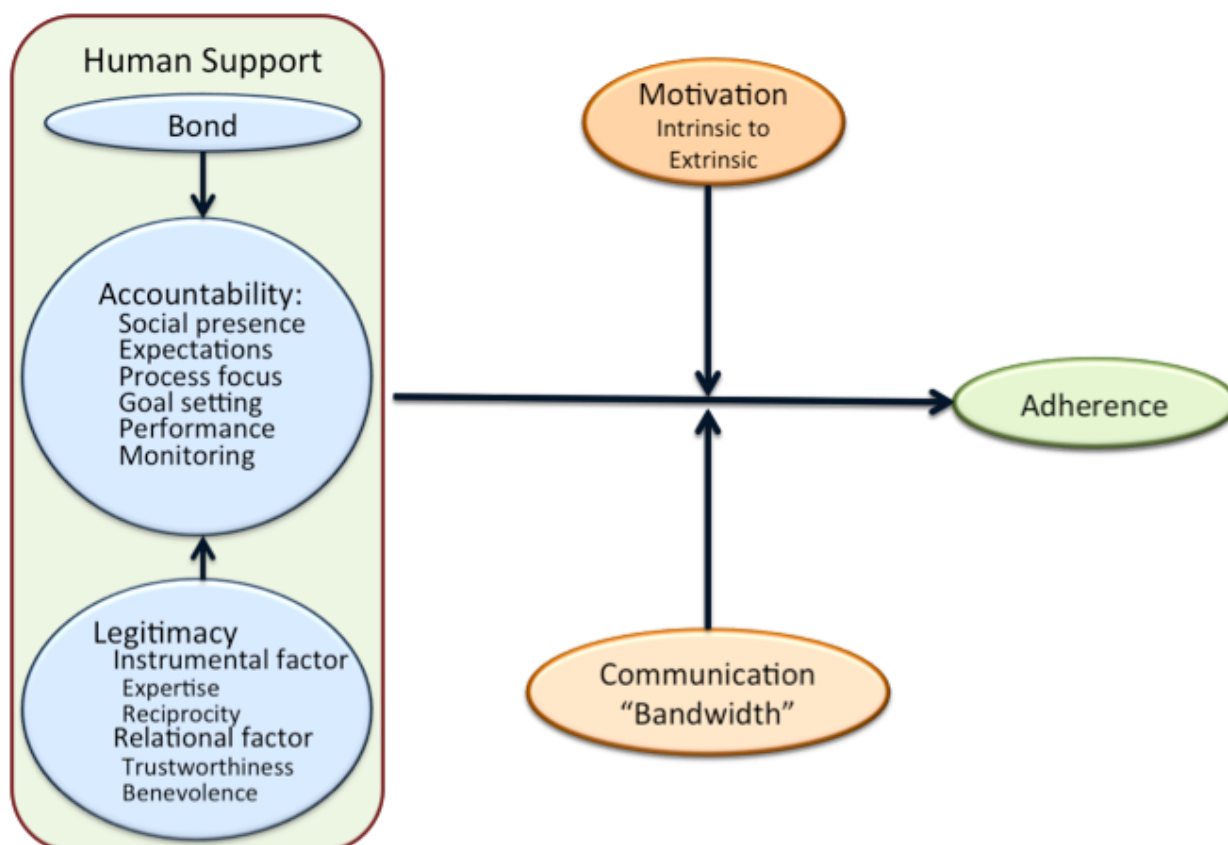 Human Support
Bond
Accountability:
Social presence
Expectations
Process focus
Goal setting
Performance
Monitoring
Legitimacy
Instrumental factor
Expertise
Reciprocity
Relational factor
Trustworthiness
Benevolence
Motivation
Intrinsic to
Extrinsic
Communication
“Bandwidth”
Adherence